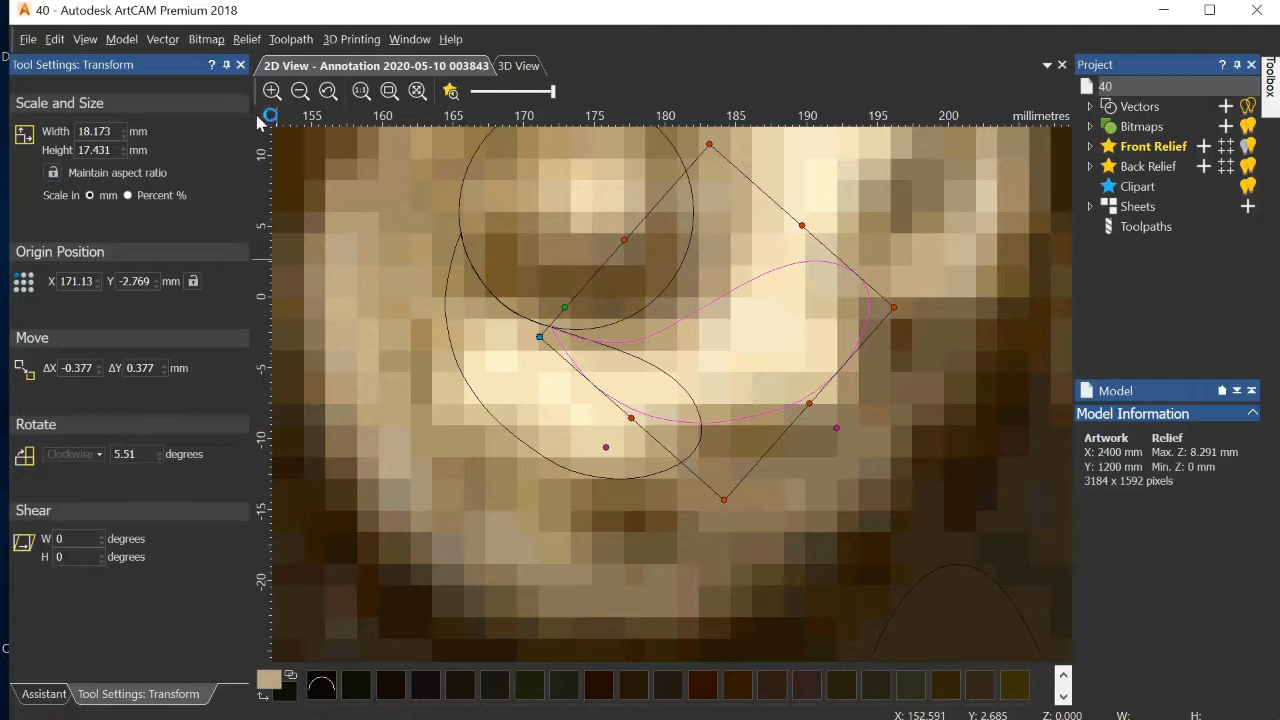 40 - Autodesk ArtCAM Premium 2018
File Edit View Model Vector Bitmap Relief Toolpath 3D Printing Window Help
Tool Settings: Transform
2D View - Annotation 2020-05-10 003843
3D View
Project
Toolbox
Scale and Size
Width 18.173 mm
Height 17.431 mm
Maintain aspect ratio
Scale in mm Percent %
Origin Position
X 171.13 Y -2.769 mm
Move
ΔX -0.377 ΔY 0.377 mm
Rotate
Clockwise 5.51 degrees
Shear
W 0 degrees
H 0 degrees
Assistant
Tool Settings: Transform
1:1
155 160 165 170 175 180 185 190 195 200 millimetres
10
5
0
-5
-10
-15
-20
40
Vectors
Bitmaps
Front Relief
Back Relief
Clipart
Sheets
Toolpaths
Model
Model Information
Artwork Relief
X: 2400 mm Max. Z: 8.291 mm
Y: 1200 mm Min. Z: 0 mm
3184 x 1592 pixels
X: 152.591 Y: 2.685 Z: 0.000 W: H: